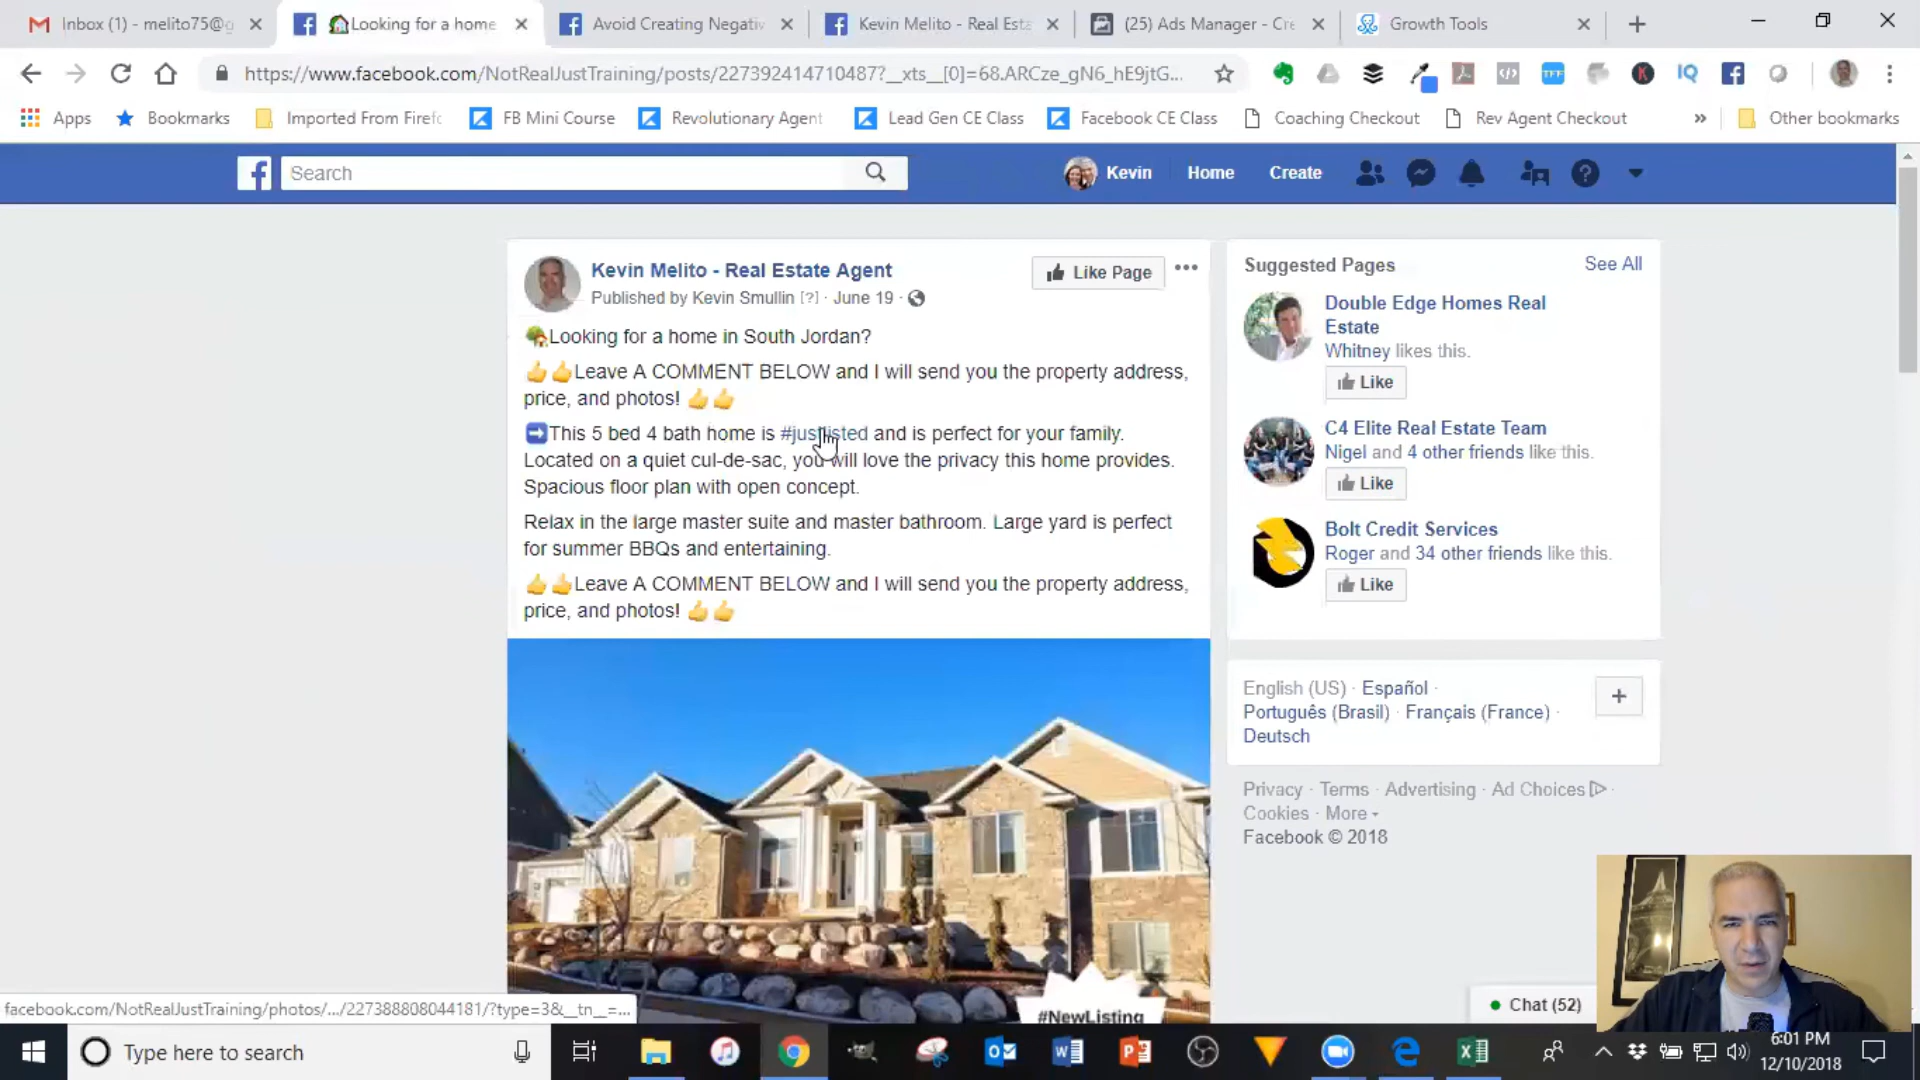 Inbox (1) - melito75@g
Looking for a home
Avoid Creating Negativ
Kevin Melito - Real Esta
(25) Ads Manager - Cre
Growth Tools
https://www.facebook.com/NotRealJustTraining/posts/227392414710487?__xts__[0]=68.ARCze_gN6_hE9jtG...
Apps
Bookmarks
Imported From Firefo
FB Mini Course
Revolutionary Agent
Lead Gen CE Class
Facebook CE Class
Coaching Checkout
Rev Agent Checkout
»
Other bookmarks
Search
Kevin
Home
Create
Kevin Melito - Real Estate Agent
Published by Kevin Smullin [?] · June 19 ·
Like Page
Looking for a home in South Jordan?
Leave A COMMENT BELOW and I will send you the property address,
price, and photos!
This 5 bed 4 bath home is #justlisted and is perfect for your family.
Located on a quiet cul-de-sac, you will love the privacy this home provides.
Spacious floor plan with open concept.
Relax in the large master suite and master bathroom. Large yard is perfect
for summer BBQs and entertaining.
Leave A COMMENT BELOW and I will send you the property address,
price, and photos!
#NewListing
Suggested Pages
See All
Double Edge Homes Real
Estate
Whitney likes this.
Like
C4 Elite Real Estate Team
Nigel and 4 other friends like this.
Like
Bolt Credit Services
Roger and 34 other friends like this.
Like
English (US) · Español ·
Português (Brasil) · Français (France) ·
Deutsch
Privacy · Terms · Advertising · Ad Choices ·
Cookies · More
Facebook © 2018
Chat (52)
facebook.com/NotRealJustTraining/photos/.../227388808044181/?type=3&__tn__=...
Type here to search
6:01 PM
12/10/2018